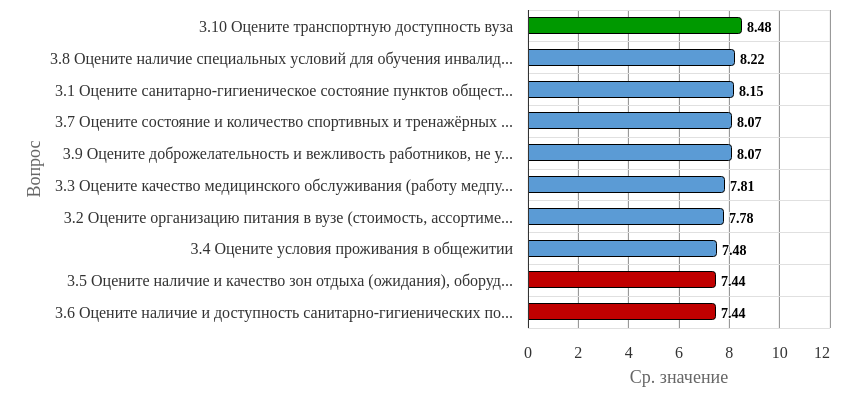 3.10 Оцените транспортную доступность вуза 8.48
3.8 Оцените наличие специальных условий для обучения инвалид... 8.22
3.1 Оцените санитарно-гигиеническое состояние пунктов общест... 8.15
3.7 Оцените состояние и количество спортивных и тренажёрных ... 8.07
3.9 Оцените доброжелательность и вежливость работников, не у... 8.07
3.3 Оцените качество медицинского обслуживания (работу медпу... 7.81
3.2 Оцените организацию питания в вузе (стоимость, ассортиме... 7.78
3.4 Оцените условия проживания в общежитии 7.48
3.5 Оцените наличие и качество зон отдыха (ожидания), оборуд... 7.44
3.6 Оцените наличие и доступность санитарно-гигиенических по... 7.44
Вопрос
0 2 4 6 8 10 12
Ср. значение